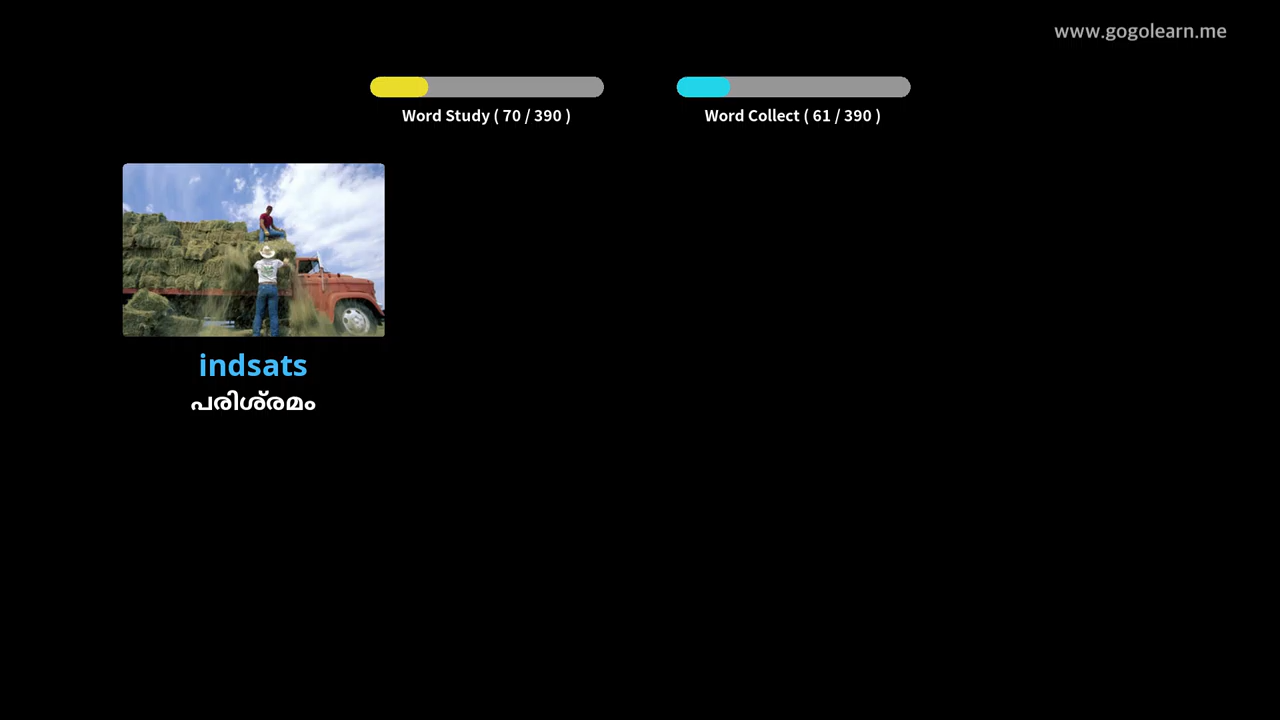 www.gogolearn.me
Word Study ( 70 / 390 )
Word Collect ( 61 / 390 )
indsats
പരിശ്രമം